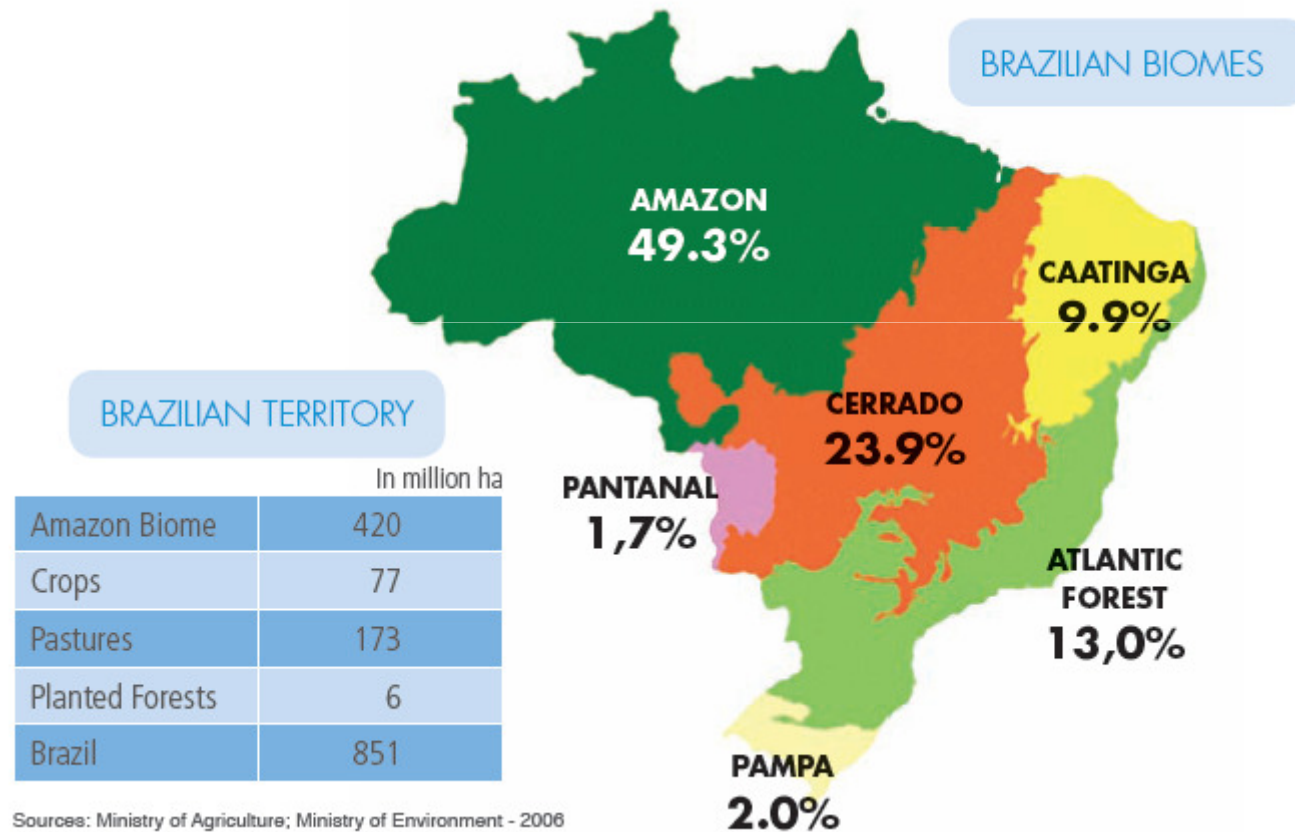 BRAZILIAN BIOMES
AMAZON
49.3%
CAATINGA
9.9%
CERRADO
23.9%
PANTANAL
1,7%
ATLANTIC
FOREST
13,0%
PAMPA
2.0%
BRAZILIAN TERRITORY
In million ha
Amazon Biome 420
Crops 77
Pastures 173
Planted Forests 6
Brazil 851
Sources: Ministry of Agriculture; Ministry of Environment - 2006